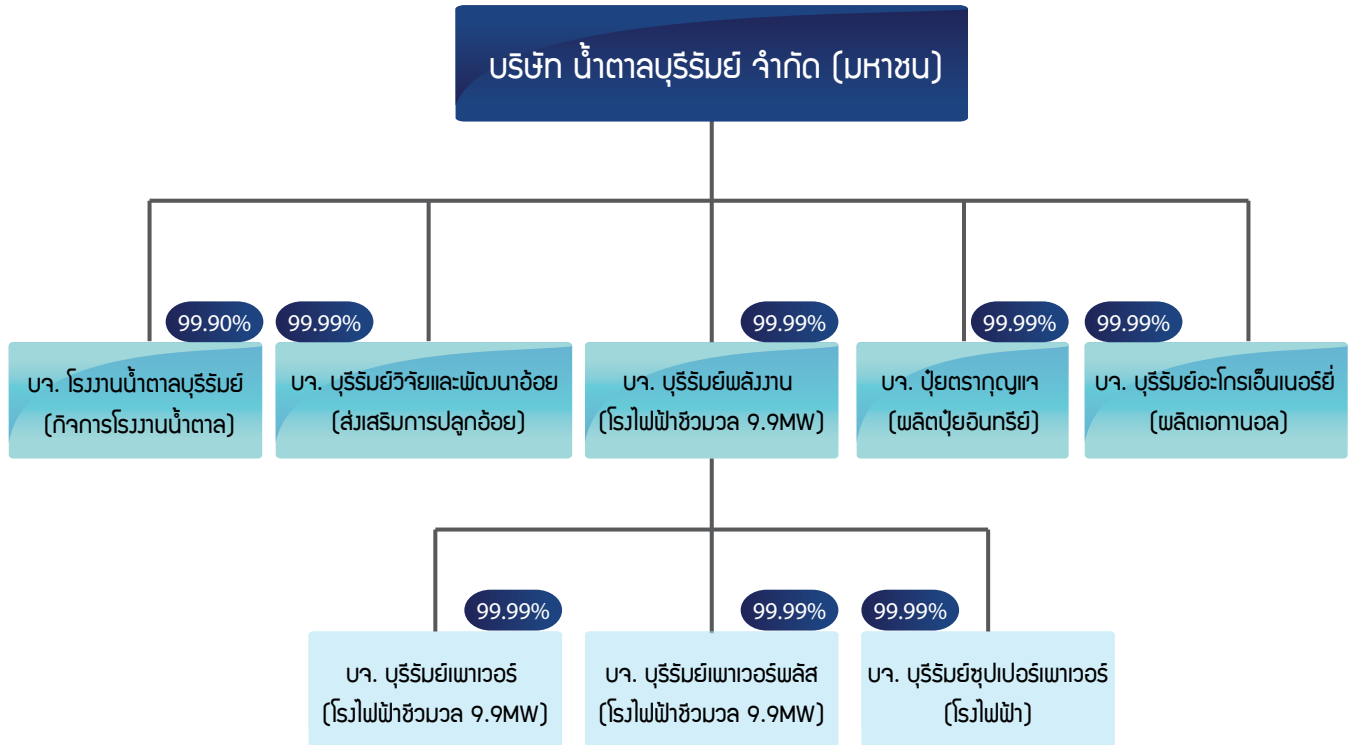 บริษัท น้ำตาลบุรีรัมย์ จำกัด (มหาชน)
99.90%
99.99%
99.99%
99.99%
99.99%
บจ. โรงงานน้ำตาลบุรีรัมย์
(กิจการโรงงานน้ำตาล)
บจ. บุรีรัมย์วิจัยและพัฒนาอ้อย
(ส่งเสริมการปลูกอ้อย)
บจ. บุรีรัมย์พลังงาน
(โรงไฟฟ้าชีวมวล 9.9MW)
บจ. ปุ๋ยตรากุญแจ
(ผลิตปุ๋ยอินทรีย์)
บจ. บุรีรัมย์อะโกรเอ็นเนอร์ยี่
(ผลิตเอทานอล)
99.99%
99.99%
99.99%
บจ. บุรีรัมย์เพาเวอร์
(โรงไฟฟ้าชีวมวล 9.9MW)
บจ. บุรีรัมย์เพาเวอร์พลัส
(โรงไฟฟ้าชีวมวล 9.9MW)
บจ. บุรีรัมย์ซุปเปอร์เพาเวอร์
(โรงไฟฟ้า)